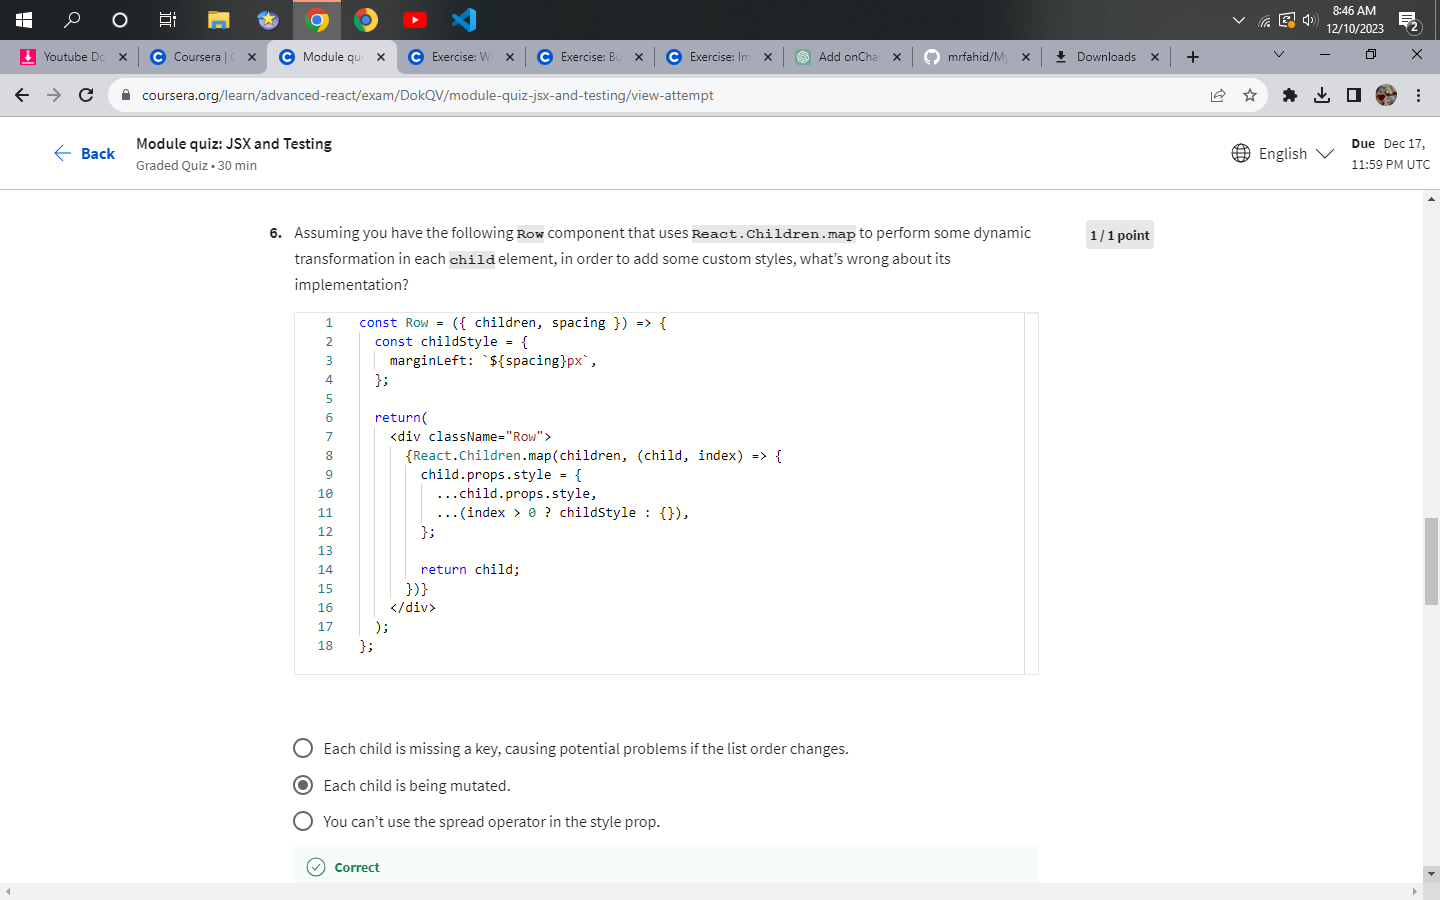 8:46 AM
12/10/2023
2
Youtube Do
Coursera |
Module qui
Exercise: W
Exercise: Bu
Exercise: Im
Add onCha
mrfahid/My
Downloads
coursera.org/learn/advanced-react/exam/DokQV/module-quiz-jsx-and-testing/view-attempt
Back
Module quiz: JSX and Testing
Graded Quiz • 30 min
English
Due Dec 17,
11:59 PM UTC
6. Assuming you have the following Row component that uses React.Children.map to perform some dynamic
transformation in each child element, in order to add some custom styles, what’s wrong about its
implementation?
1 / 1 point
1 const Row = ({ children, spacing }) => {
2 const childStyle = {
3 marginLeft: `${spacing}px`,
4 };
5
6 return(
7 <div className="Row">
8 {React.Children.map(children, (child, index) => {
9 child.props.style = {
10 ...child.props.style,
11 ...(index > 0 ? childStyle : {}),
12 };
13
14 return child;
15 })}
16 </div>
17 );
18 };
Each child is missing a key, causing potential problems if the list order changes.
Each child is being mutated.
You can’t use the spread operator in the style prop.
Correct